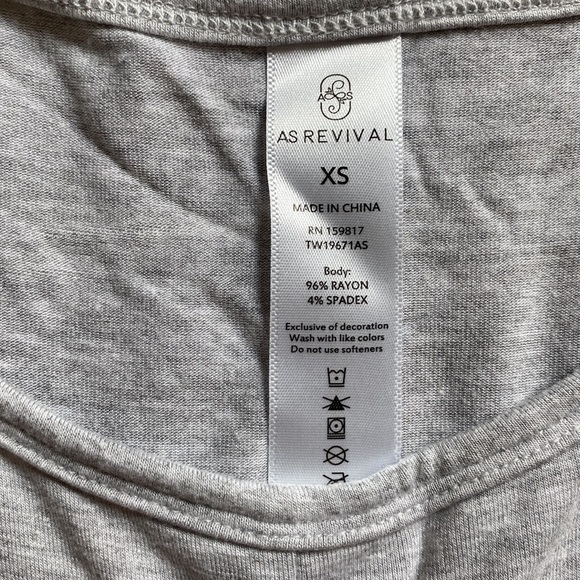 A S
AS REVIVAL
XS
MADE IN CHINA
RN 159817
TW19671AS
Body:
96% RAYON
4% SPADEX
Exclusive of decoration
Wash with like colors
Do not use softeners